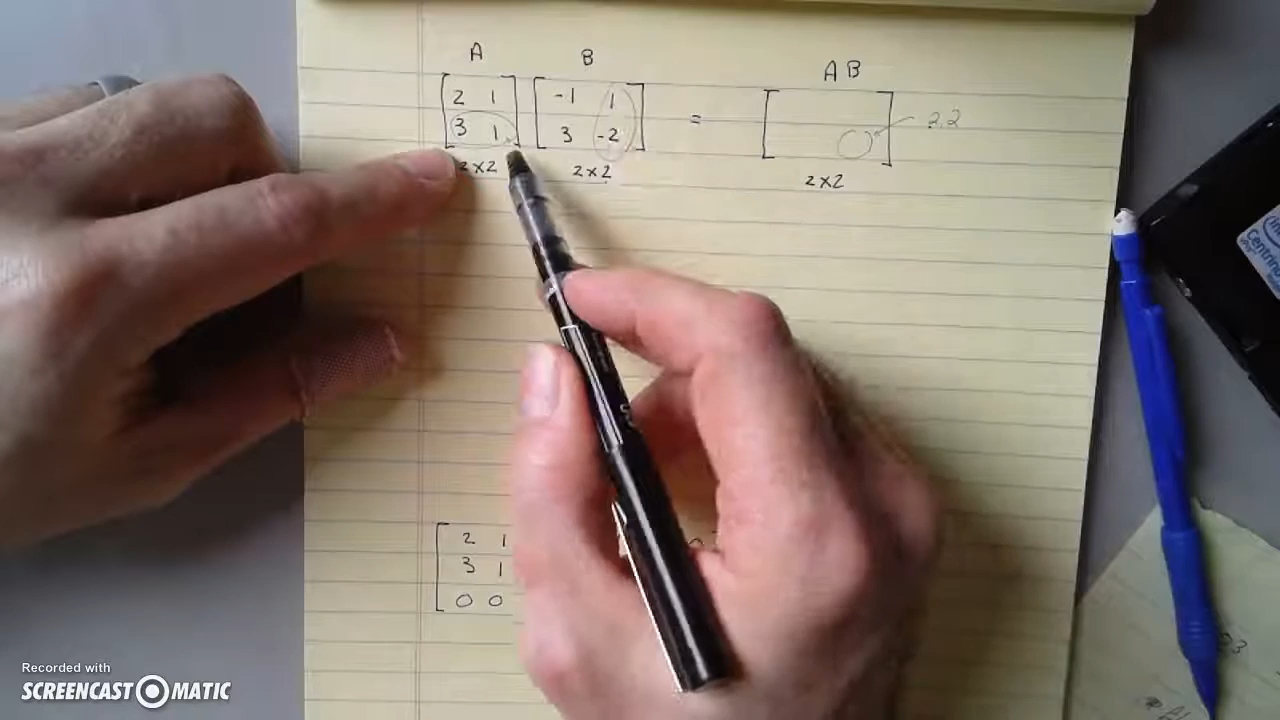 A B AB
2 1 -1 1
= 2,2
3 1 3 -2
2x2 2x2 2x2
Centrino
2 1
3 1
0 0
Recorded with
SCREENCAST MATIC